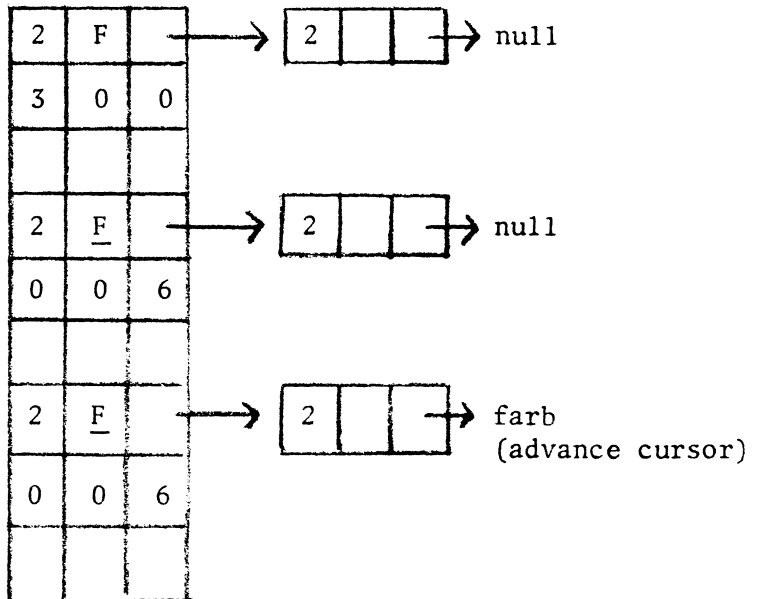 2 F 2 null
3 0 0
2 F 2 null
0 0 6
2 F 2 farb
(advance cursor)
0 0 6